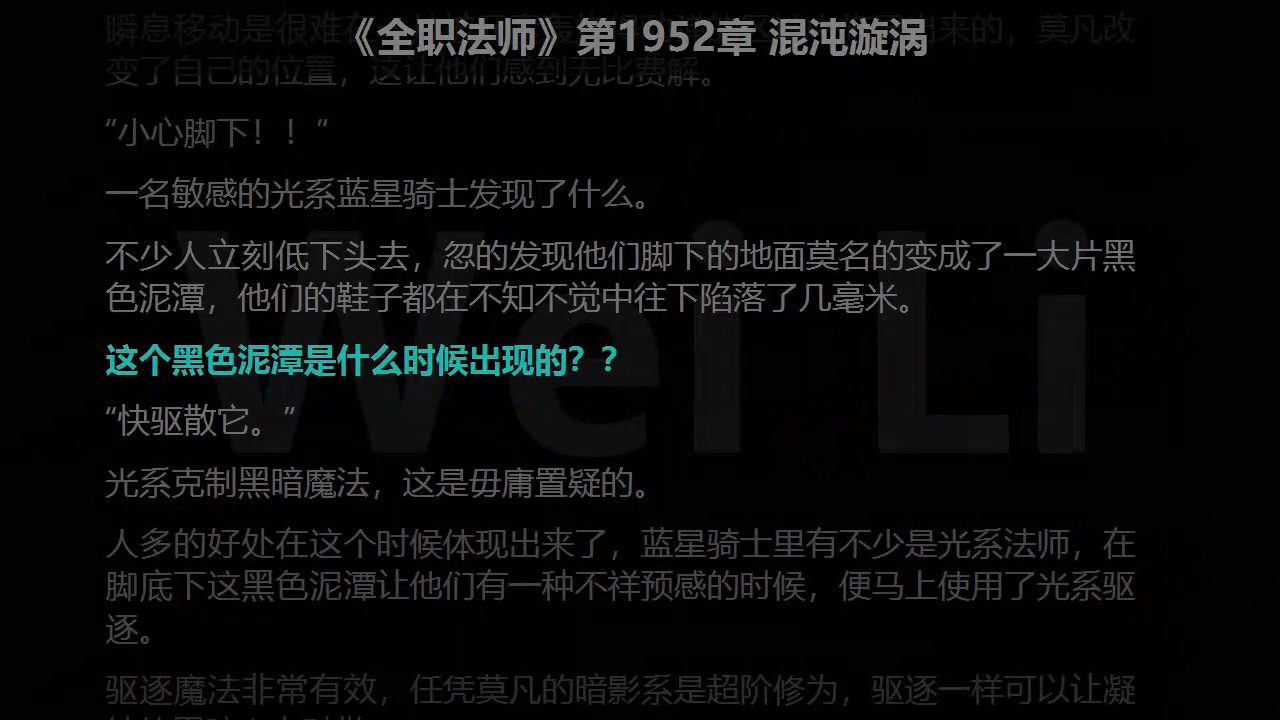 《全职法师》第1952章 混沌漩涡
瞬息移动是很难在 来的，莫凡改
变了自己的位置，这让他们感到无比费解。
“小心脚下！！”
一名敏感的光系蓝星骑士发现了什么。
不少人立刻低下头去，忽的发现他们脚下的地面莫名的变成了一大片黑
色泥潭，他们的鞋子都在不知不觉中往下陷落了几毫米。
这个黑色泥潭是什么时候出现的？？
“快驱散它。”
光系克制黑暗魔法，这是毋庸置疑的。
人多的好处在这个时候体现出来了，蓝星骑士里有不少是光系法师，在
脚底下这黑色泥潭让他们有一种不祥预感的时候，便马上使用了光系驱
逐。
驱逐魔法非常有效，任凭莫凡的暗影系是超阶修为，驱逐一样可以让凝
Wei Li